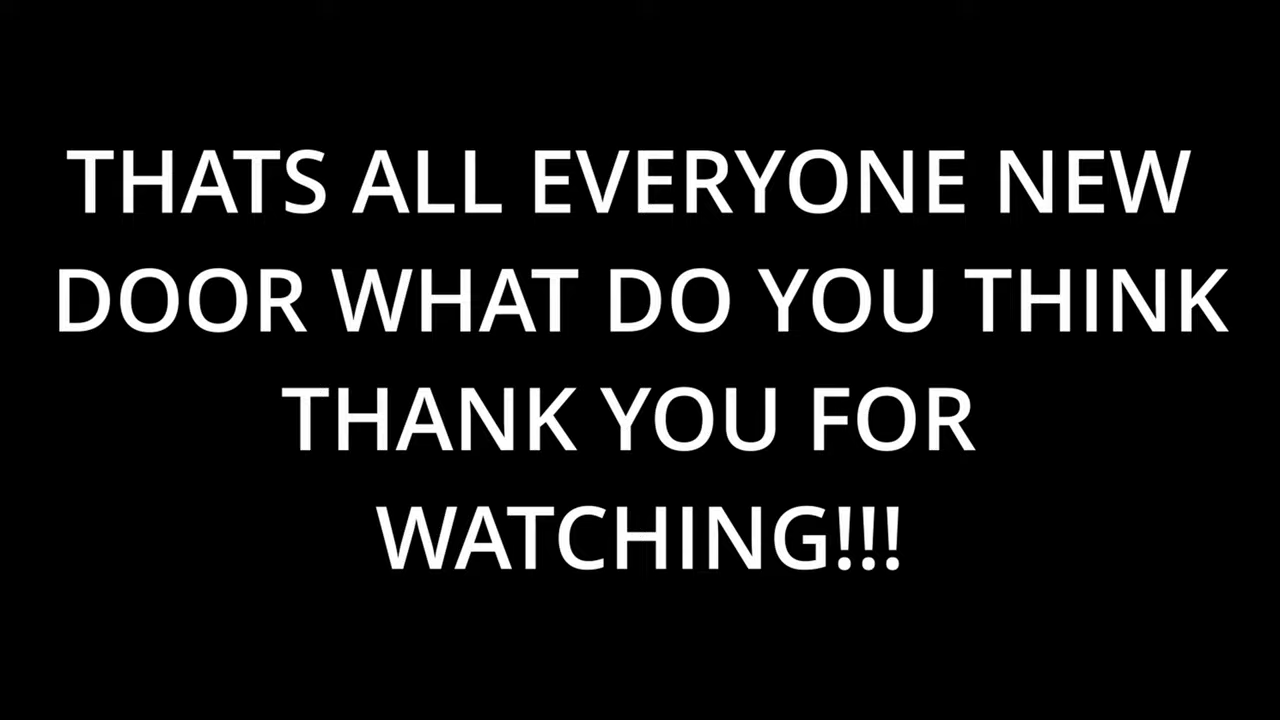 THATS ALL EVERYONE NEW
DOOR WHAT DO YOU THINK
THANK YOU FOR
WATCHING!!!